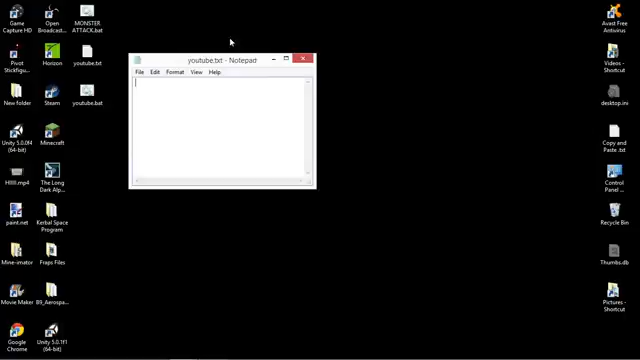 Game
Capture HD
Open
Broadcast...
MONSTER
ATTACK.bat
Pivot
Stickfigu...
Horizon
youtube.txt
New folder
Steam
youtube.bat
Unity 5.0.0f4
(64-bit)
Minecraft
HIIII.mp4
The Long
Dark Alp...
paint.net
Kerbal Space
Program
Mine-imator
Fraps Files
Movie Maker
B9_Aerospa...
Google
Chrome
Unity 5.0.1f1
(64-bit)
youtube.txt - Notepad
File Edit Format View Help
Avast Free
Antivirus
Videos -
Shortcut
desktop.ini
Copy and
Paste .txt
Control
Panel ...
Recycle Bin
Thumbs.db
Pictures -
Shortcut